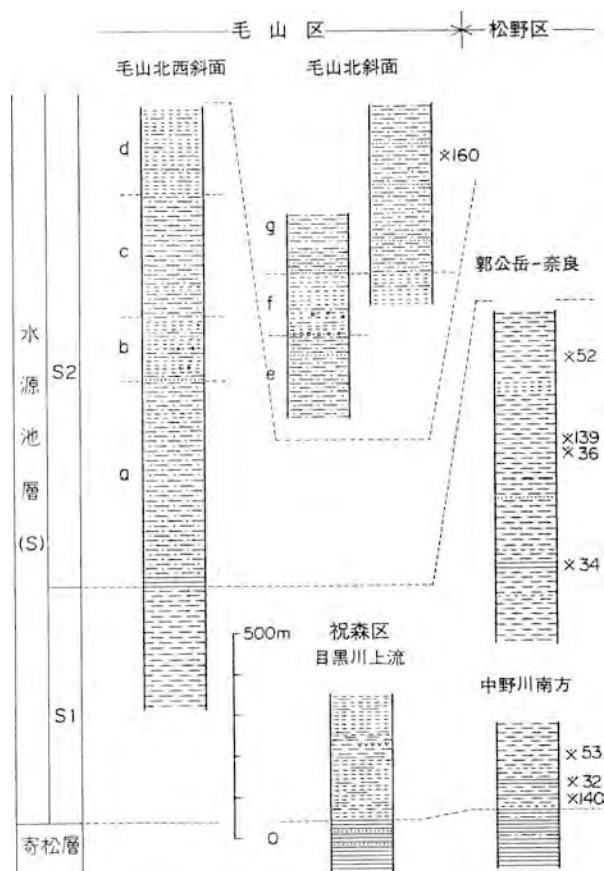 毛山区
松野区
毛山北西斜面
毛山北斜面
d
c
b
a
g
f
e
×160
郭公岳-奈良
×52
×139
×36
×34
水源池層(S)
S2
S1
500m
0
祝森区
目黒川上流
中野川南方
×53
×32
×140
寄松層